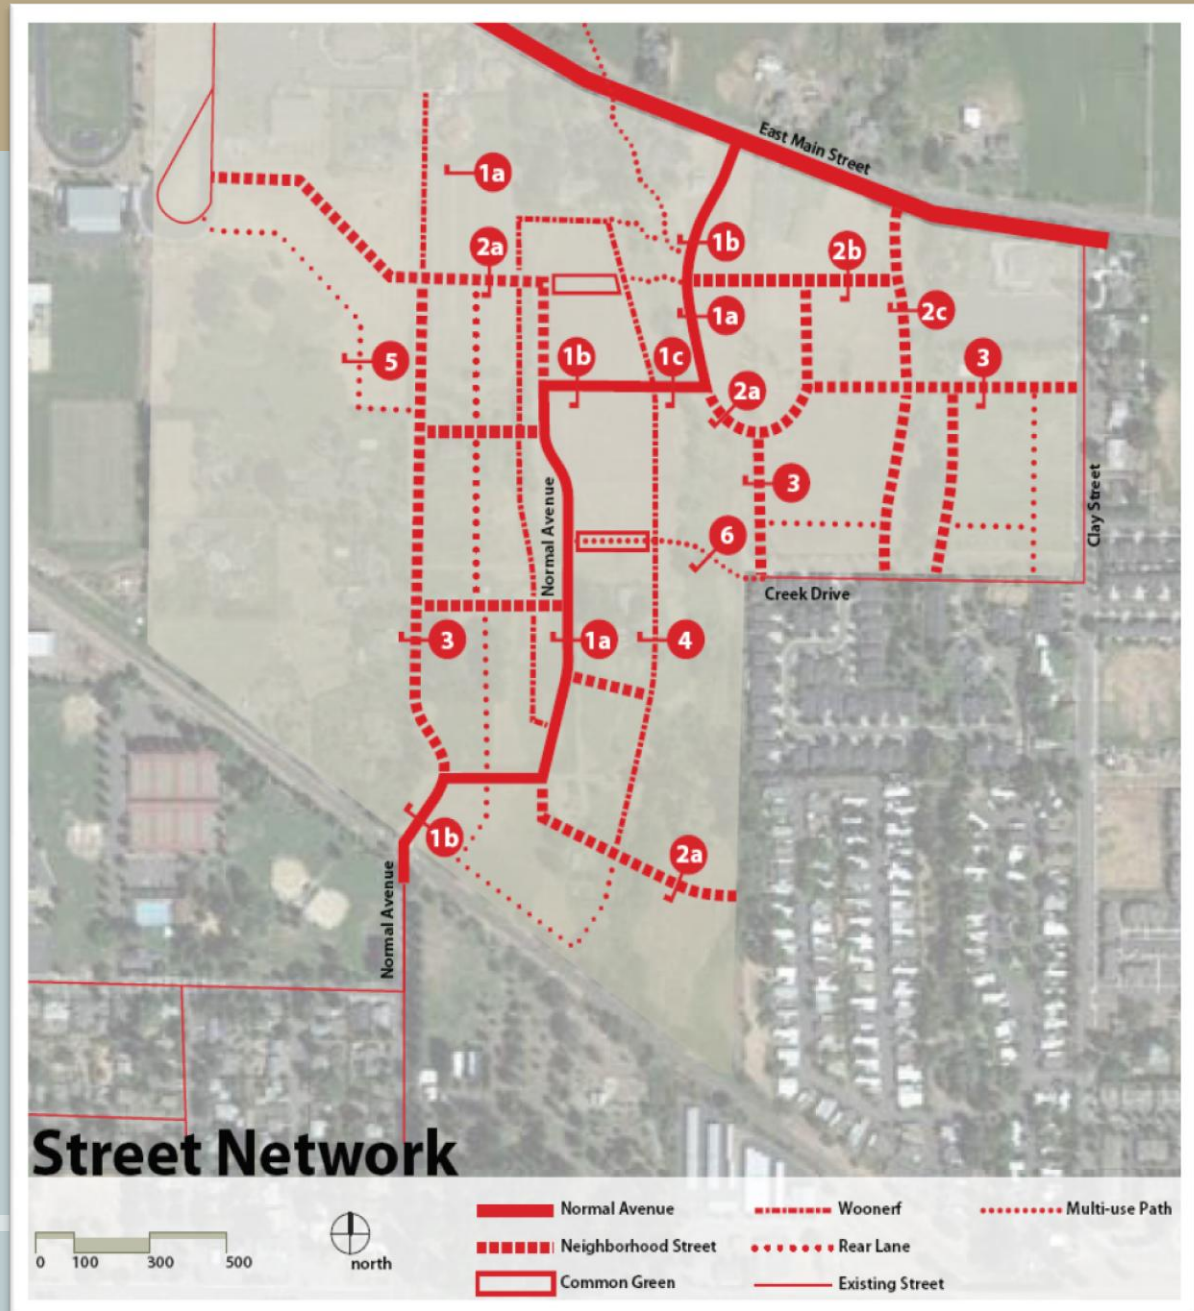 East Main Street
1a
1b
2a
2b
1a
2c
5
1b
1c
3
2a
3
Normal Avenue
Clay Street
6
Creek Drive
3
1a
4
1b
2a
Normal Avenue
Street Network
0 100 300 500
north
Normal Avenue
Woonerf
Multi-use Path
Neighborhood Street
Rear Lane
Common Green
Existing Street